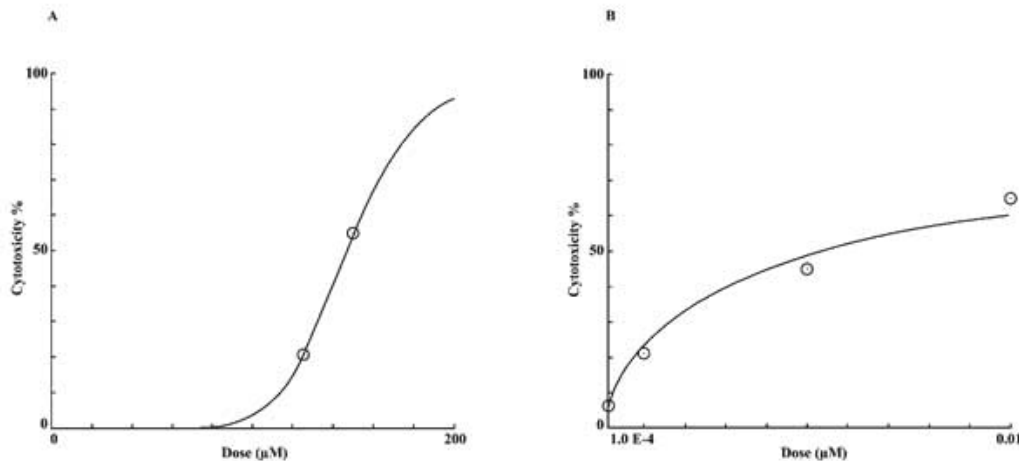 A
100
50
0
Cytotoxicity %
0
200
Dose (µM)
B
100
50
0
Cytotoxicity %
1.0 E-4
0.01
Dose (µM)